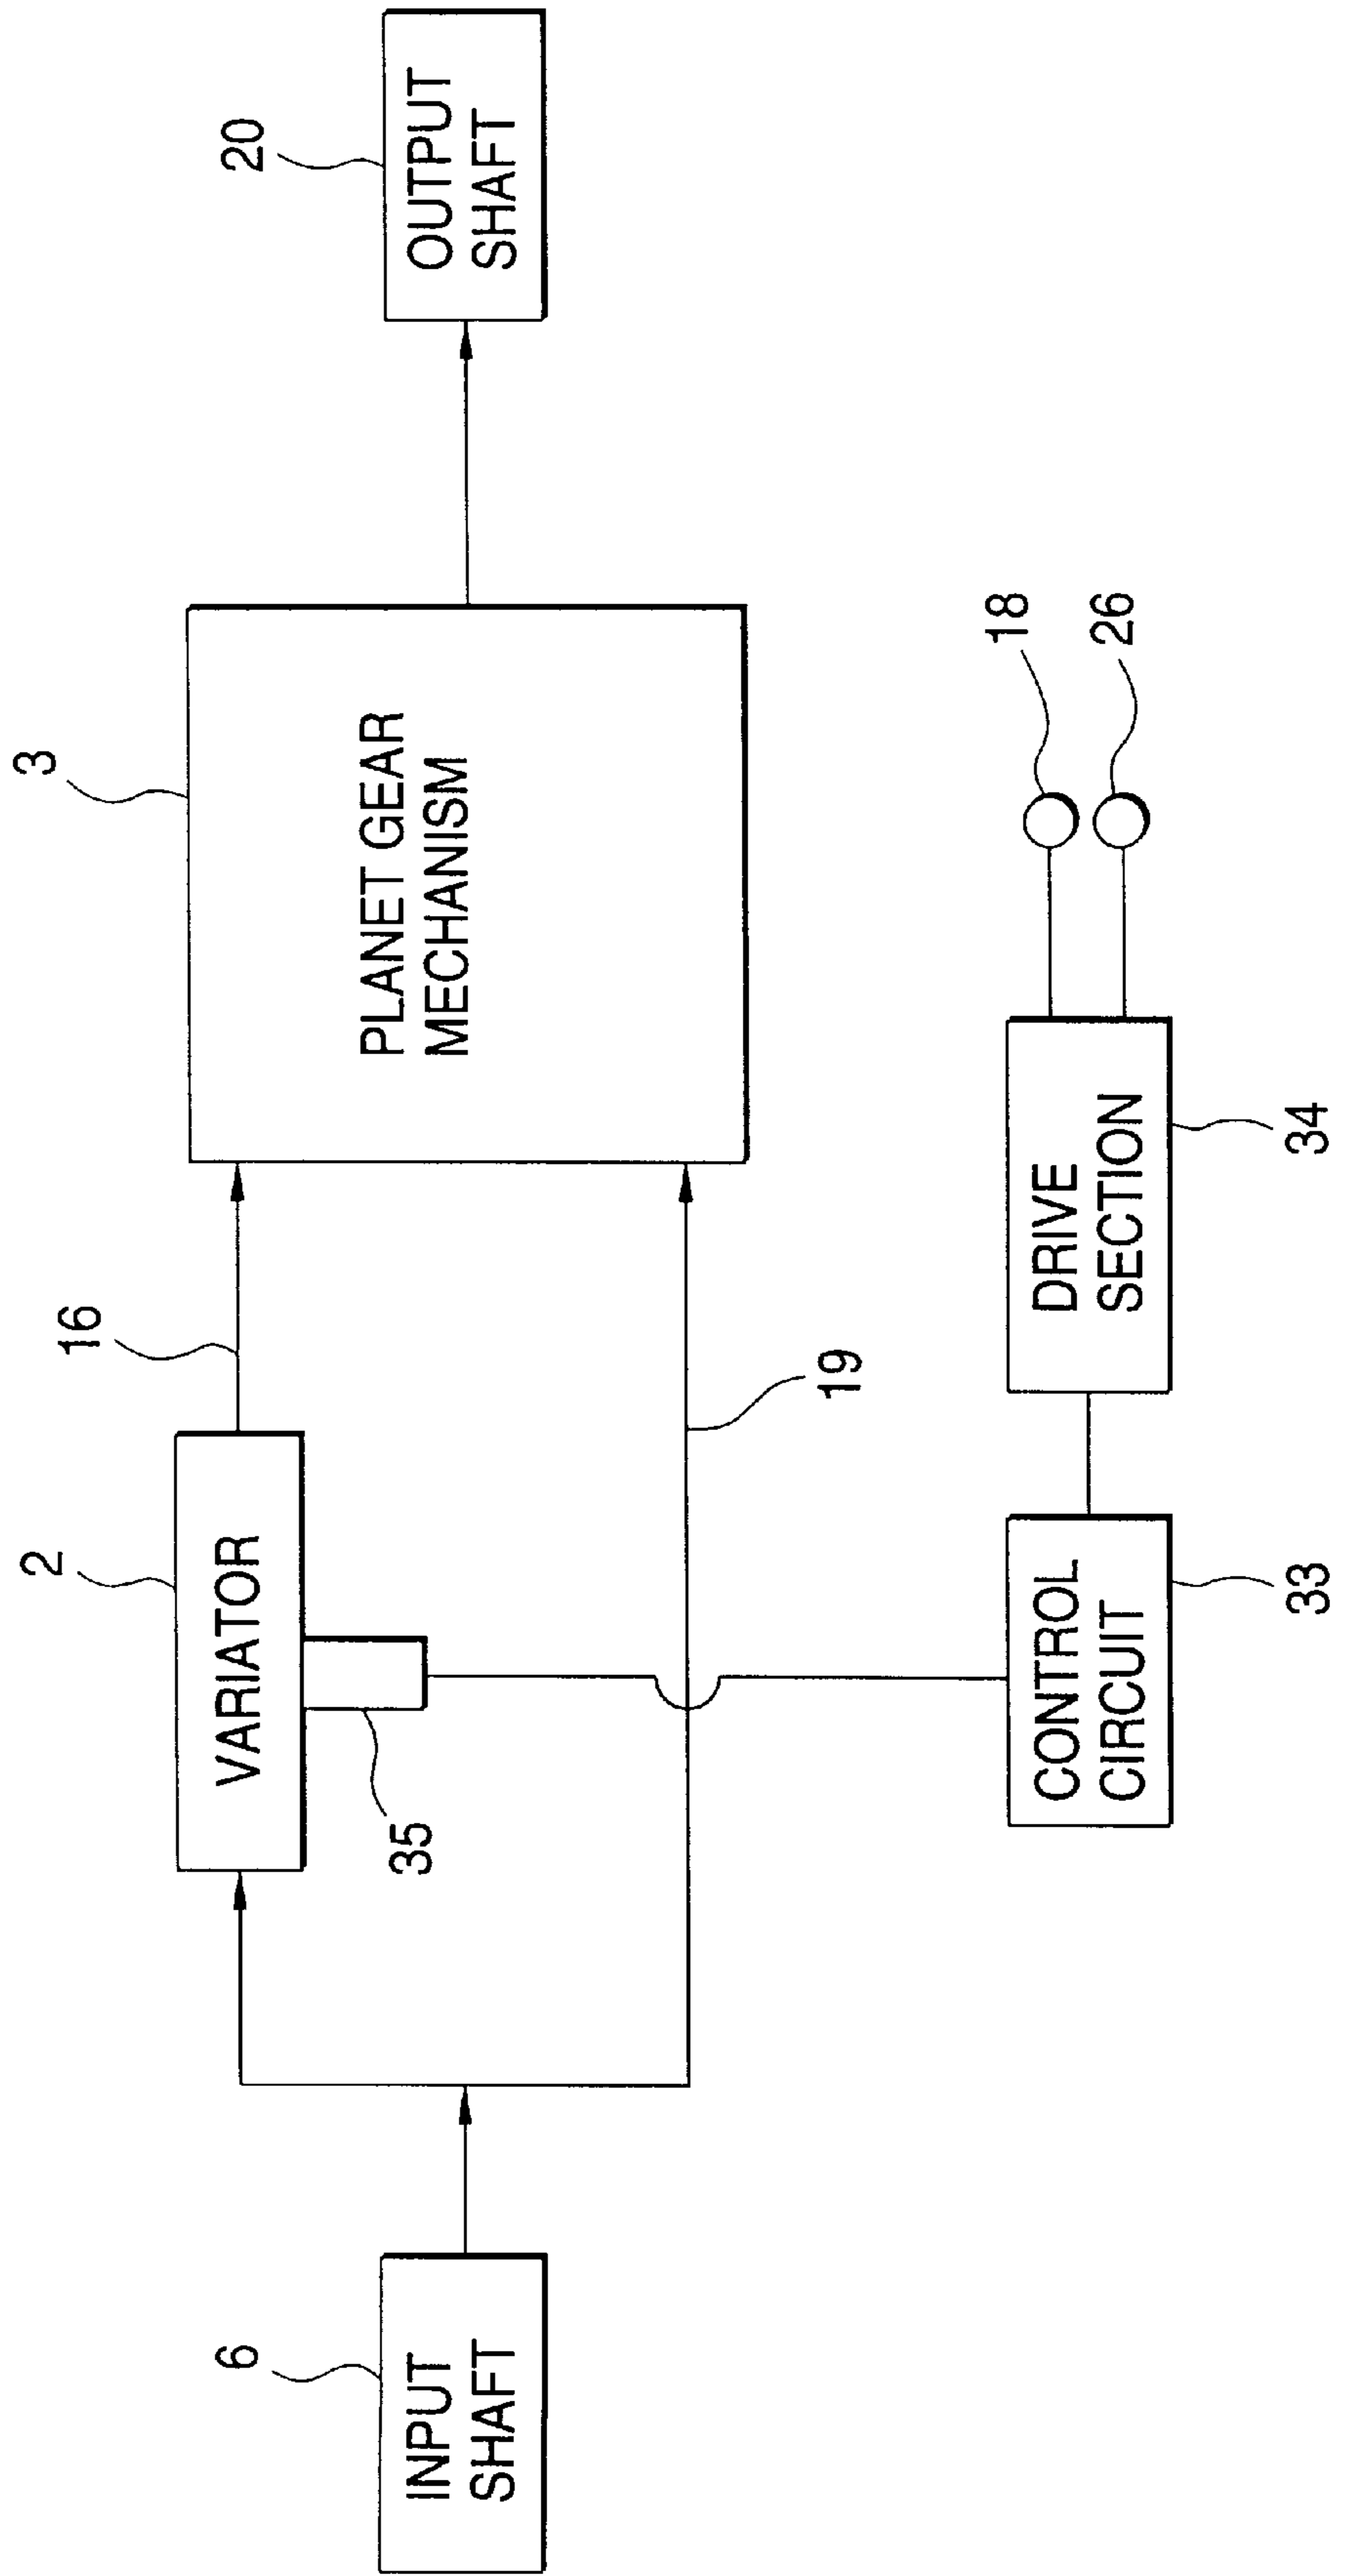 20
OUTPUT
SHAFT
3
PLANET GEAR
MECHANISM
18
26
16
2
VARIATOR
35
19
DRIVE
SECTION
34
CONTROL
CIRCUIT
33
6
INPUT
SHAFT